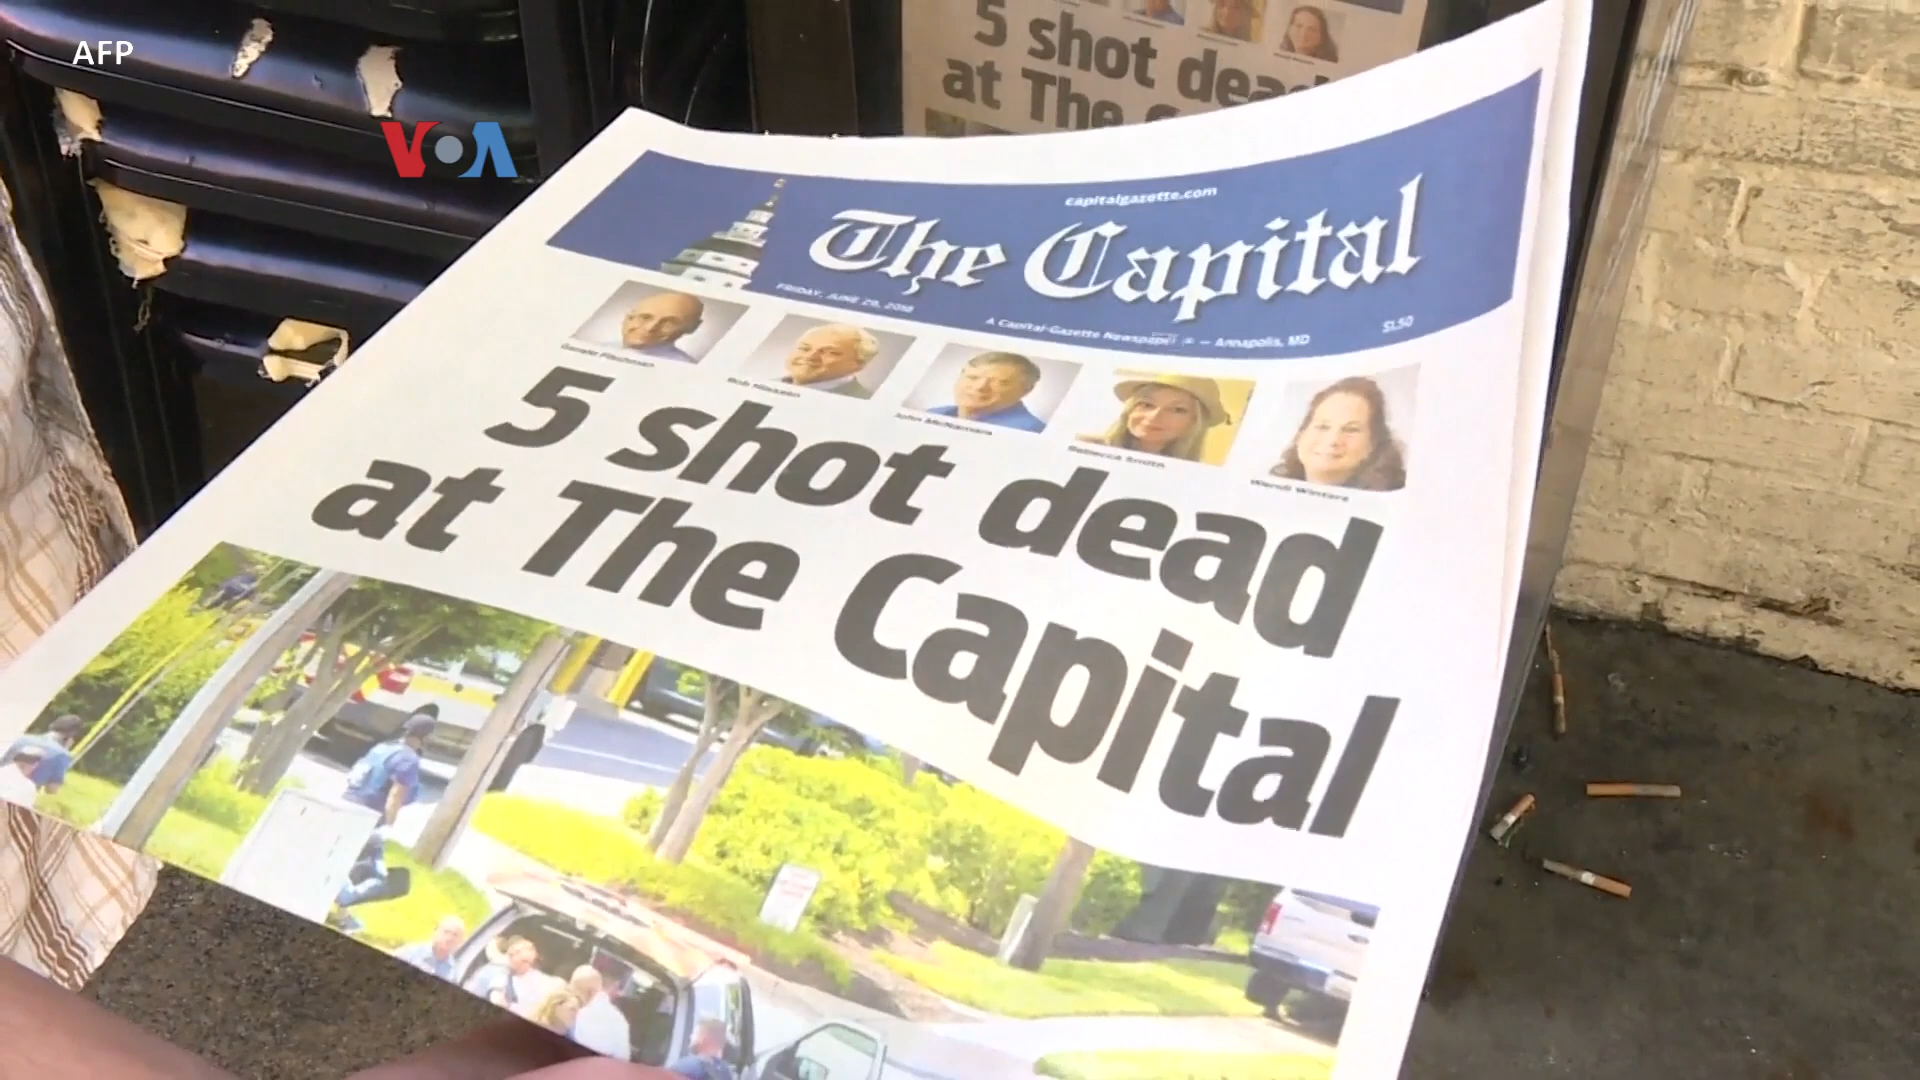 AFP
VOA
5 shot dead
at The
capitalgazette.com
The Capital
FRIDAY, JUNE 29, 2018
A Capital-Gazette Newspaper — Annapolis, MD
$1.50
Gerald Fischman
Rob Hiaasen
John McNamara
Rebecca Smith
Wendi Winters
5 shot dead
at The Capital